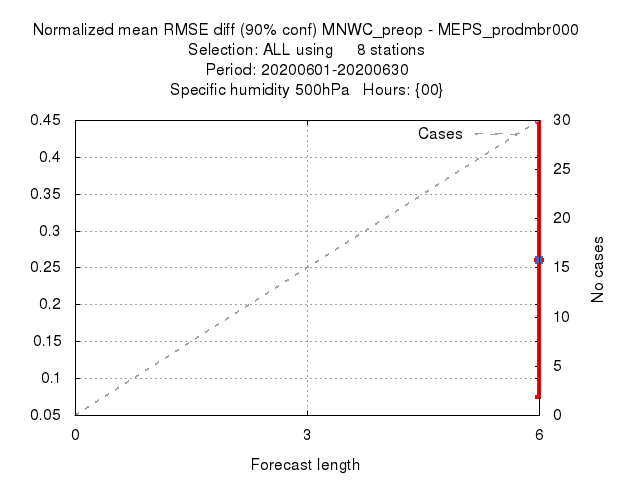 Normalized mean RMSE diff (90% conf) MNWC_preop - MEPS_prodmbr000
Selection: ALL using     8 stations
Period: 20200601-20200630
Specific humidity 500hPa   Hours: {00}
0.45
0.4
0.35
0.3
0.25
0.2
0.15
0.1
0.05
Cases
30
25
20
15
10
5
0
No cases
0
3
6
Forecast length